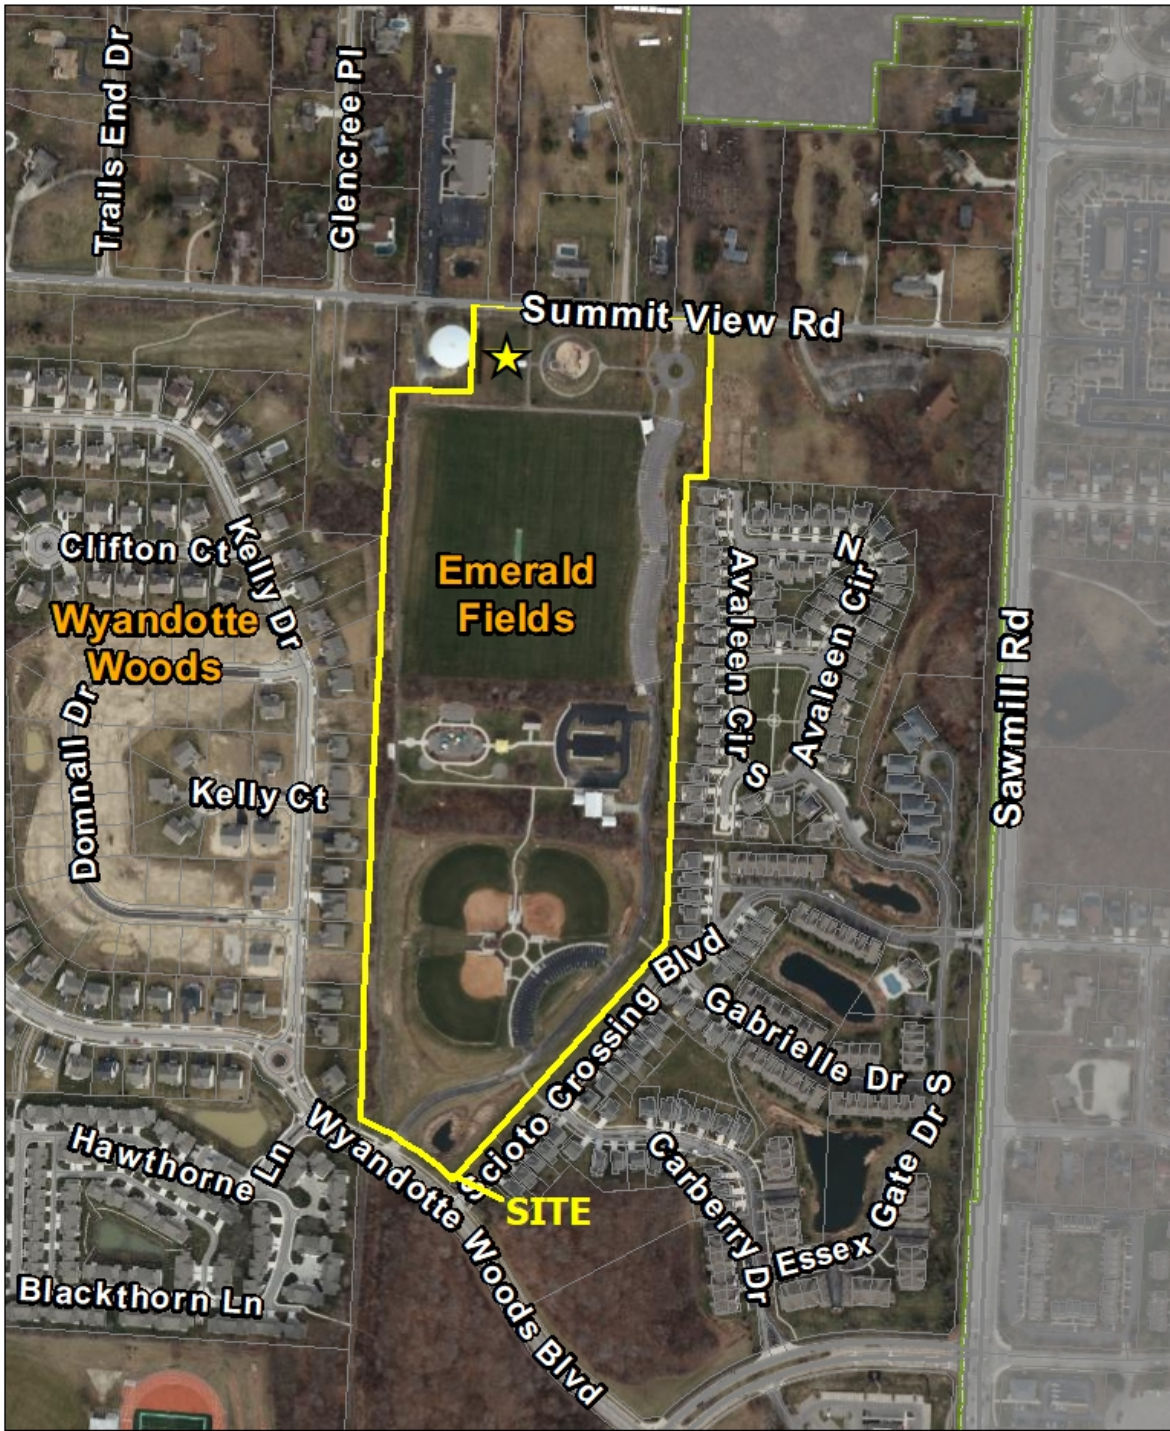 Trails End Dr
Glencree Pl
Summit View Rd
Clifton Ct
Kelly Dr
Wyandotte
Woods
Emerald
Fields
Avaleen Cir S
Avaleen Cir N
Sawmill Rd
Domnall Dr
Kelly Ct
Scioto Crossing Blvd
Gabrielle Dr
Hawthorne Ln
Wyandotte Woods Blvd
Carberry Dr
Essex Gate Dr S
SITE
Blackthorn Ln